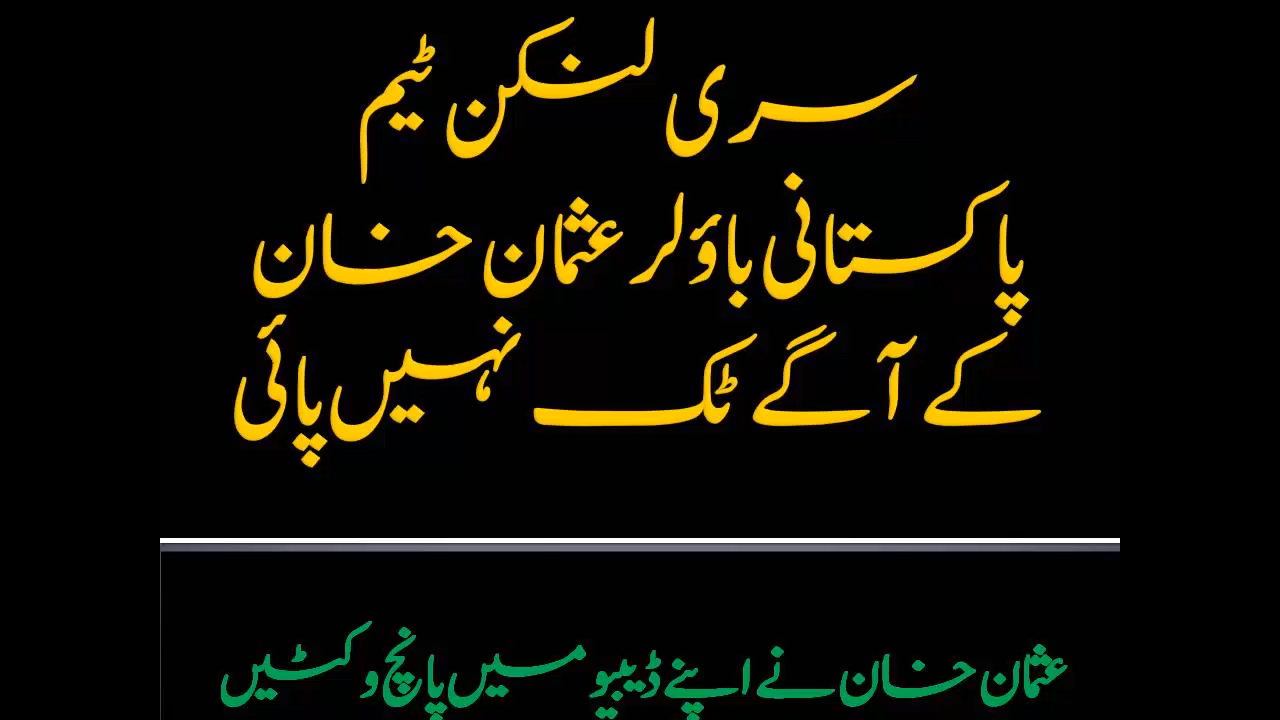 سری لنکن ٹیم
پاکستانی باؤلر عثمان خان
کے آگے ٹک نہیں پائی
عثمان خان نے اپنے ڈیبیو میں پانچ وکٹیں